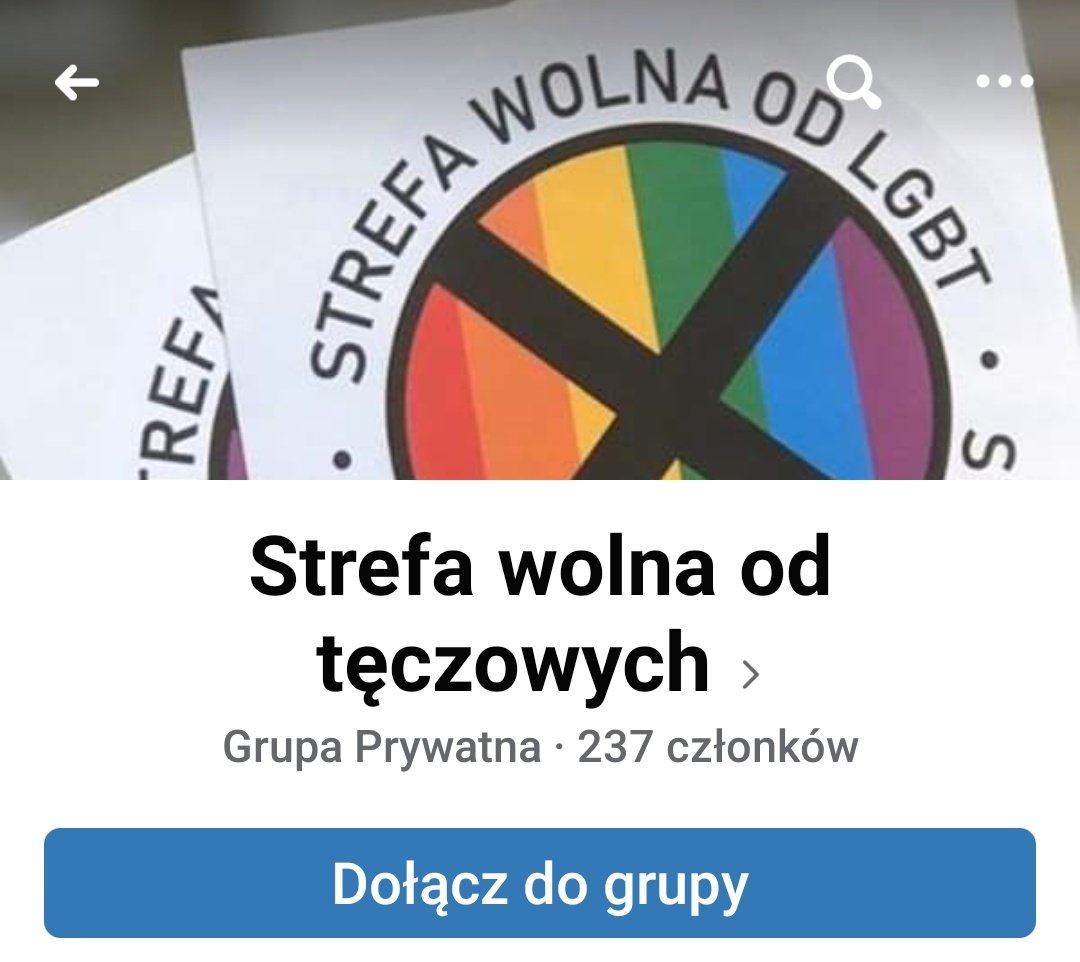 STREFA WOLNA OD LGBT • S
STREFA
Strefa wolna od
tęczowych
Grupa Prywatna · 237 członków
Dołącz do grupy